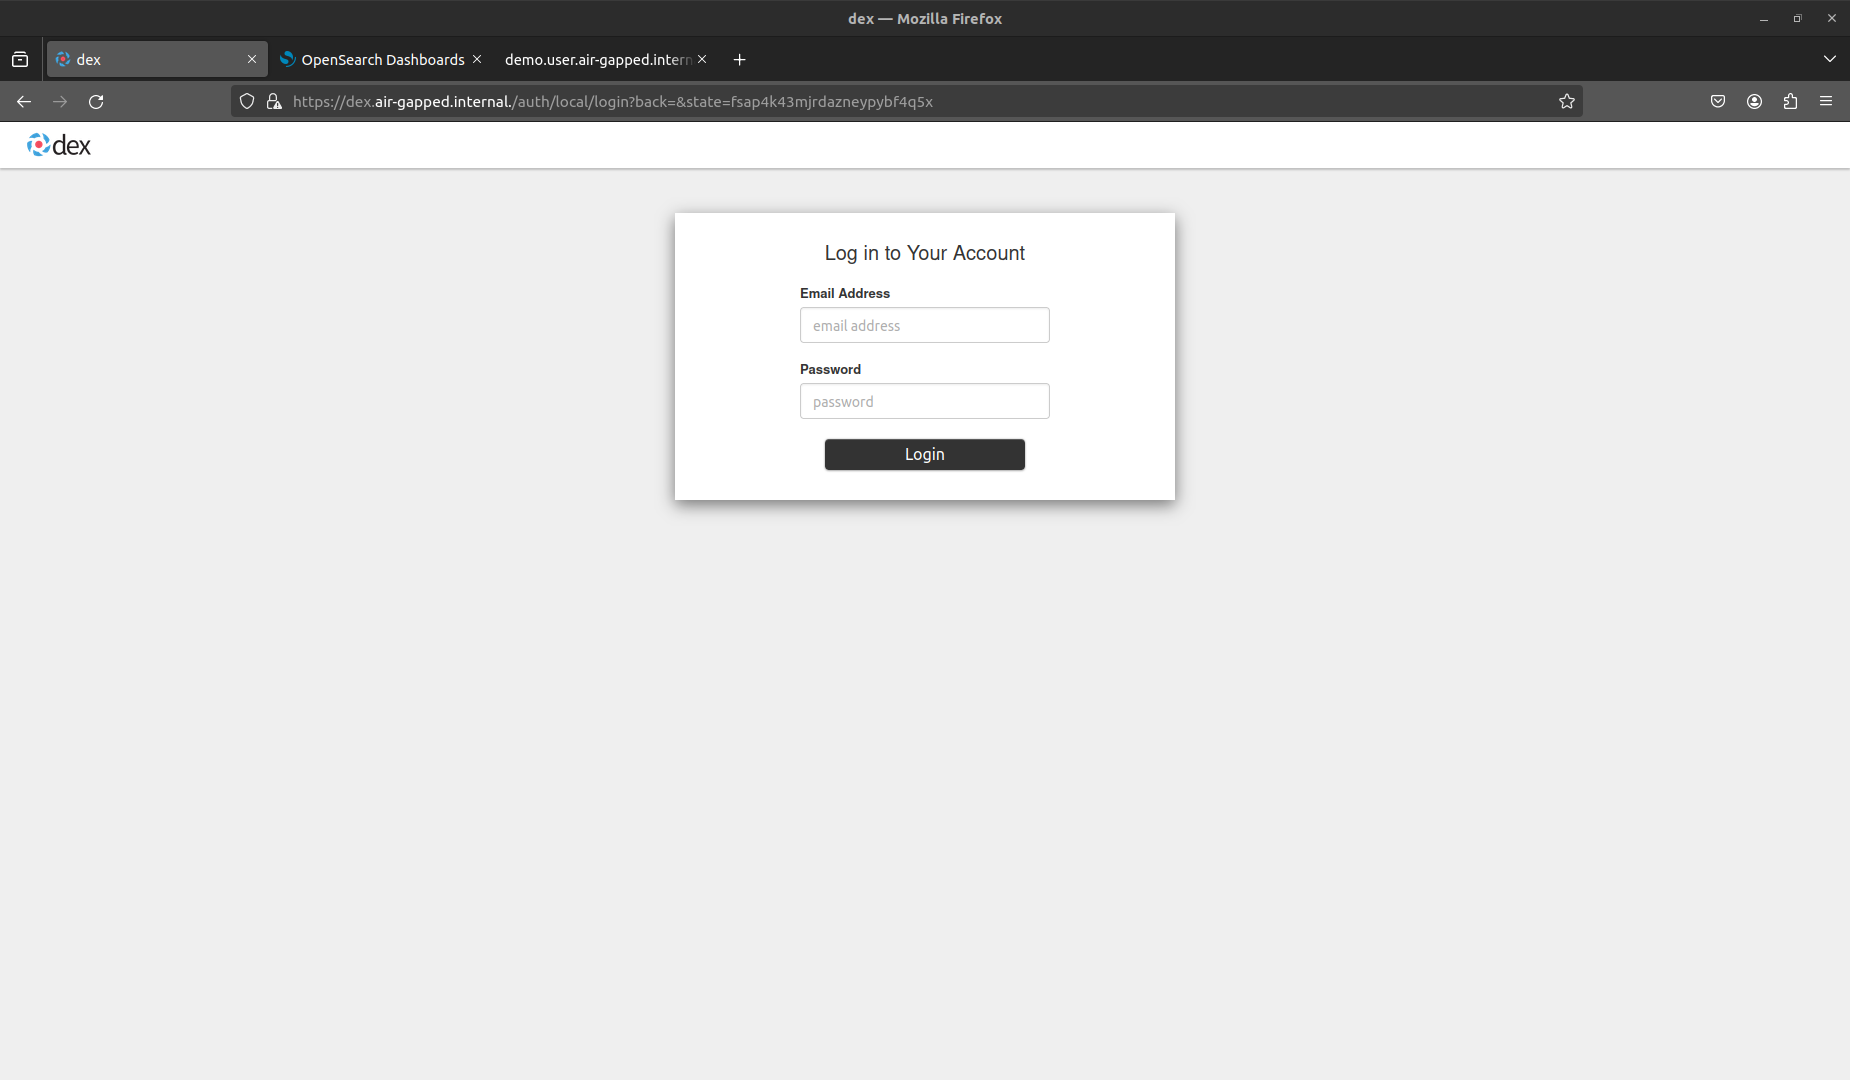 dex — Mozilla Firefox
dex
OpenSearch Dashboards
demo.user.air-gapped.intern
https://dex.air-gapped.internal./auth/local/login?back=&state=fsap4k43mjrdazneypybf4q5x
dex
Log in to Your Account
Email Address
email address
Password
password
Login